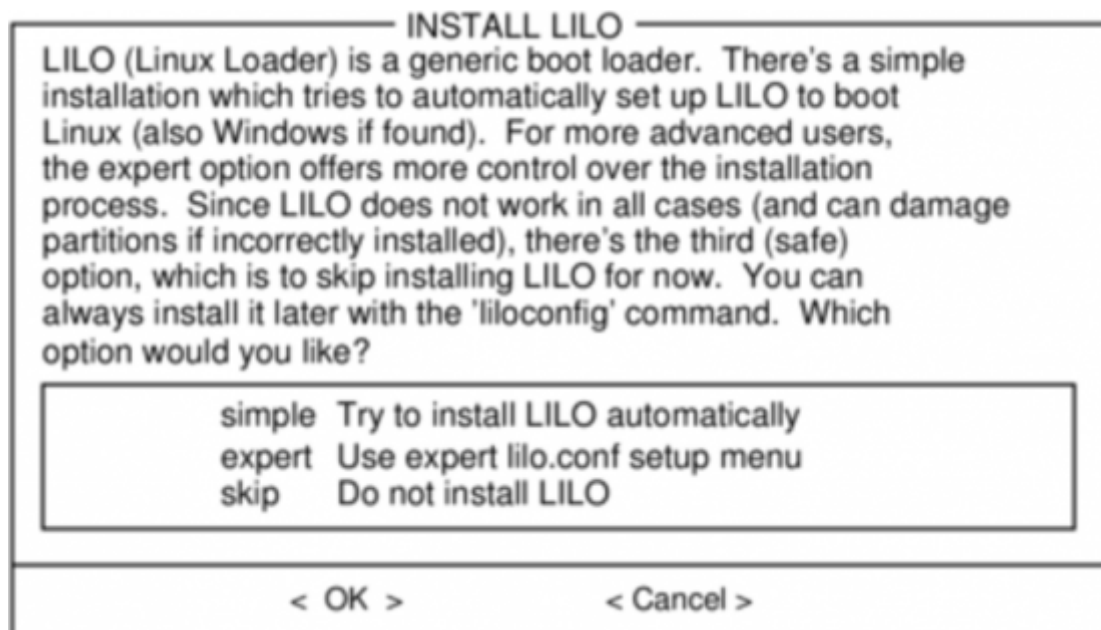 INSTALL LILO
LILO (Linux Loader) is a generic boot loader.  There's a simple
installation which tries to automatically set up LILO to boot
Linux (also Windows if found).  For more advanced users,
the expert option offers more control over the installation
process.  Since LILO does not work in all cases (and can damage
partitions if incorrectly installed), there's the third (safe)
option, which is to skip installing LILO for now.  You can
always install it later with the 'liloconfig' command.  Which
option would you like?
simple  Try to install LILO automatically
expert  Use expert lilo.conf setup menu
skip  Do not install LILO
< OK >  < Cancel >